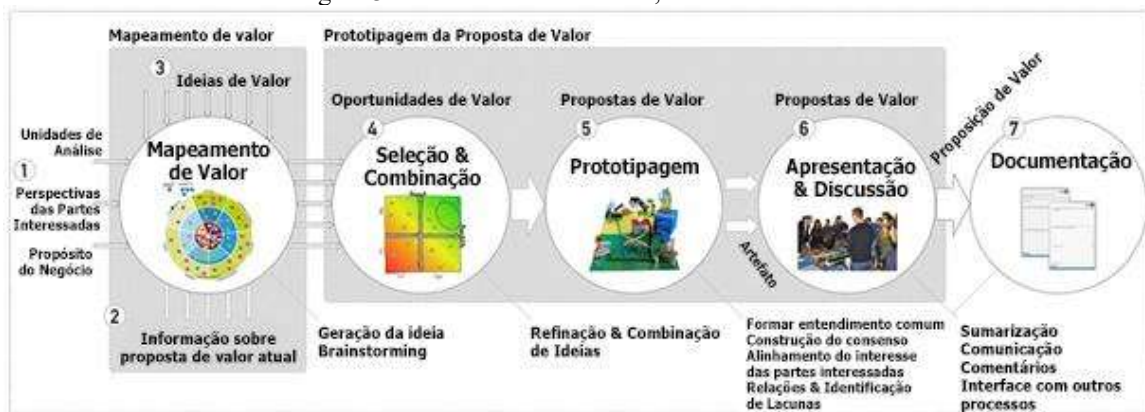 Mapeamento de valor
Prototipagem da Proposta de Valor
3
Ideias de Valor
Unidades de
Análise
1
Perspectivas
das Partes
Interessadas
Propósito
do Negócio
Mapeamento
de Valor
2
Informação sobre
proposta de valor atual
Oportunidades de Valor
4
Seleção &
Combinação
Geração da ideia
Brainstorming
Propostas de Valor
5
Prototipagem
Refinação & Combinação
de Ideias
Propostas de Valor
6
Apresentação
& Discussão
Artefato
Formar entendimento comum
Construção do consenso
Alinhamento do interesse
das partes interessadas
Relações & Identificação
de Lacunas
Proposição de Valor
7
Documentação
Sumarização
Comunicação
Comentários
Interface com outros
processos